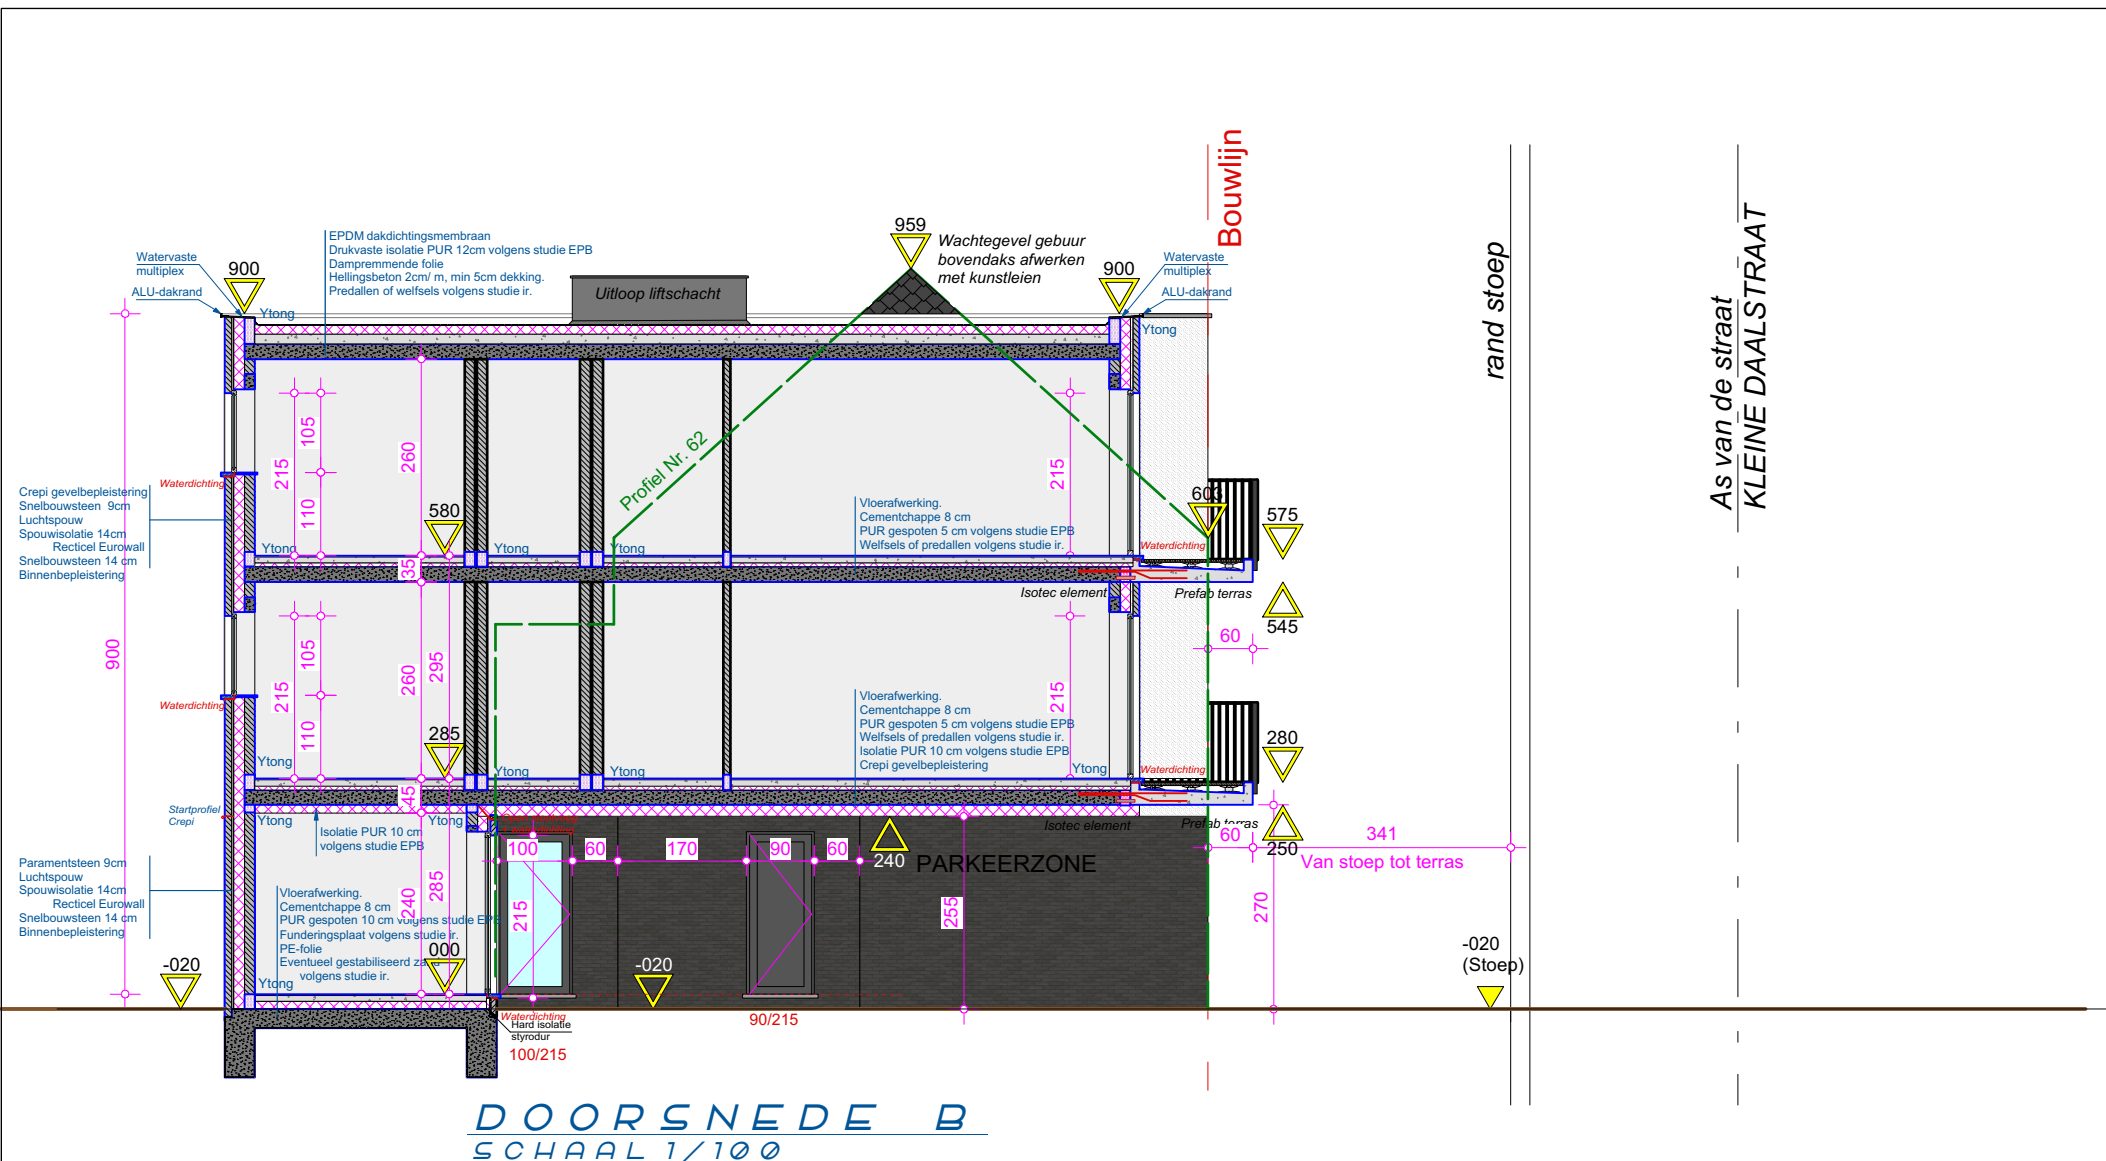 Bouwlijn
rand stoep
As van de straat
KLEINE DAALSTRAAT
959
Wachtegevel gebuur
bovendaks afwerken
met kunstleien
EPDM dakdichtingsmembraan
Drukvaste isolatie PUR 12cm volgens studie EPB
Dampremmende folie
Hellingsbeton 2cm/ m, min 5cm dekking.
Predallen of welfsels volgens studie ir.
Watervaste
multiplex
ALU-dakrand
900
Ytong
Uitloop liftschacht
900
Watervaste
multiplex
ALU-dakrand
Ytong
105
215
110
260
215
Profiel Nr. 62
Waterdichting
Crepi gevelbepleistering
Snelbouwsteen 9cm
Luchtspouw
Spouwisolatie 14cm
Recticel Eurowall
Snelbouwsteen 14 cm
Binnenbepleistering
580
Ytong
Ytong
Ytong
Vloerafwerking.
Cementchappe 8 cm
PUR gespoten 5 cm volgens studie EPB
Welfsels of predallen volgens studie ir.
603
575
Waterdichting
35
Isotec element
Prefab terras
545
60
900
105
215
110
260
295
215
Waterdichting
285
Vloerafwerking.
Cementchappe 8 cm
PUR gespoten 5 cm volgens studie EPB
Welfsels of predallen volgens studie ir.
Isolatie PUR 10 cm volgens studie EPB
Crepi gevelbepleistering
280
Ytong
Ytong
Ytong
Ytong
Waterdichting
45
Startprofiel
Crepi
Ytong
Ytong
Isolatie PUR 10 cm
volgens studie EPB
Isotec element
Prefab terras
250
60
341
Van stoep tot terras
100
60
170
90
60
240
PARKEERZONE
Paramentsteen 9cm
Luchtspouw
Spouwisolatie 14cm
Recticel Eurowall
Snelbouwsteen 14 cm
Binnenbepleistering
Vloerafwerking.
Cementchappe 8 cm
PUR gespoten 10 cm volgens studie EPB
Funderingsplaat volgens studie ir.
PE-folie
Eventueel gestabiliseerd zand
volgens studie ir.
240
285
215
255
270
000
-020
-020
-020
(Stoep)
Ytong
Waterdichting
Hard isolatie
styrodur
100/215
90/215
DOORSNEDE B
SCHAAL 1/100